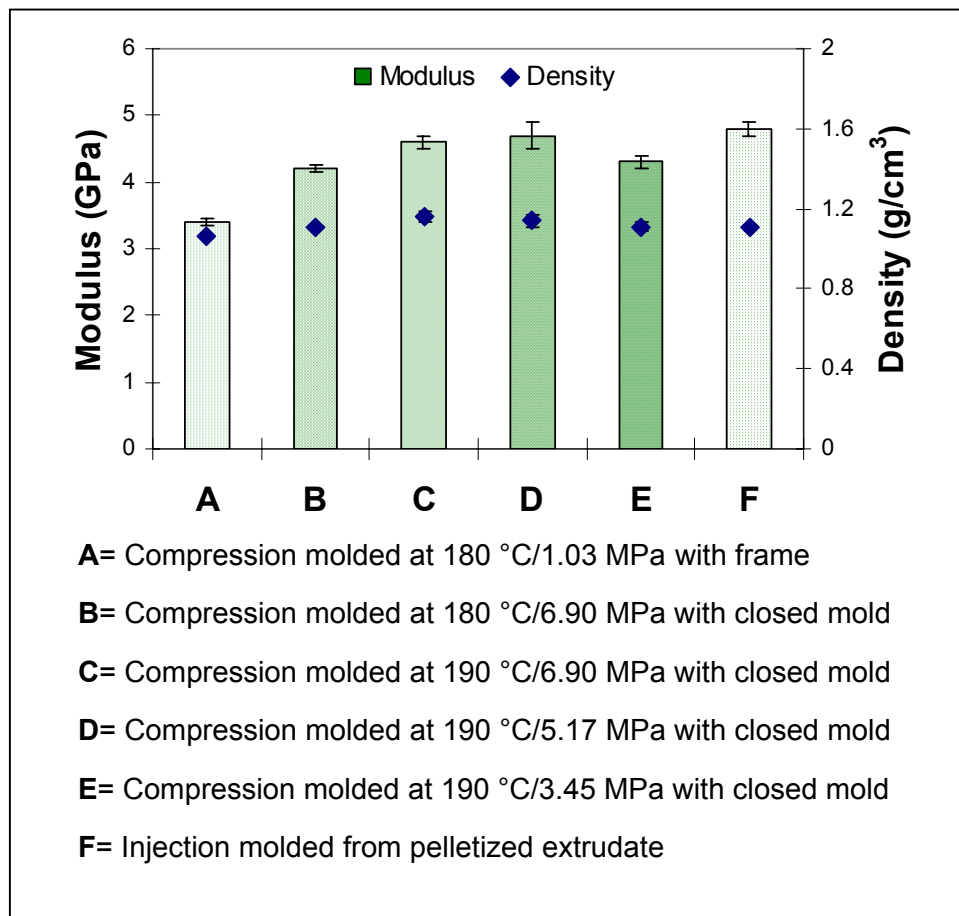 6
5
4
3
2
1
0
Modulus (GPa)
Modulus Density
2
1.6
1.2
0.8
0.4
0
Density (g/cm³)
A B C D E F
A= Compression molded at 180 °C/1.03 MPa with frame
B= Compression molded at 180 °C/6.90 MPa with closed mold
C= Compression molded at 190 °C/6.90 MPa with closed mold
D= Compression molded at 190 °C/5.17 MPa with closed mold
E= Compression molded at 190 °C/3.45 MPa with closed mold
F= Injection molded from pelletized extrudate